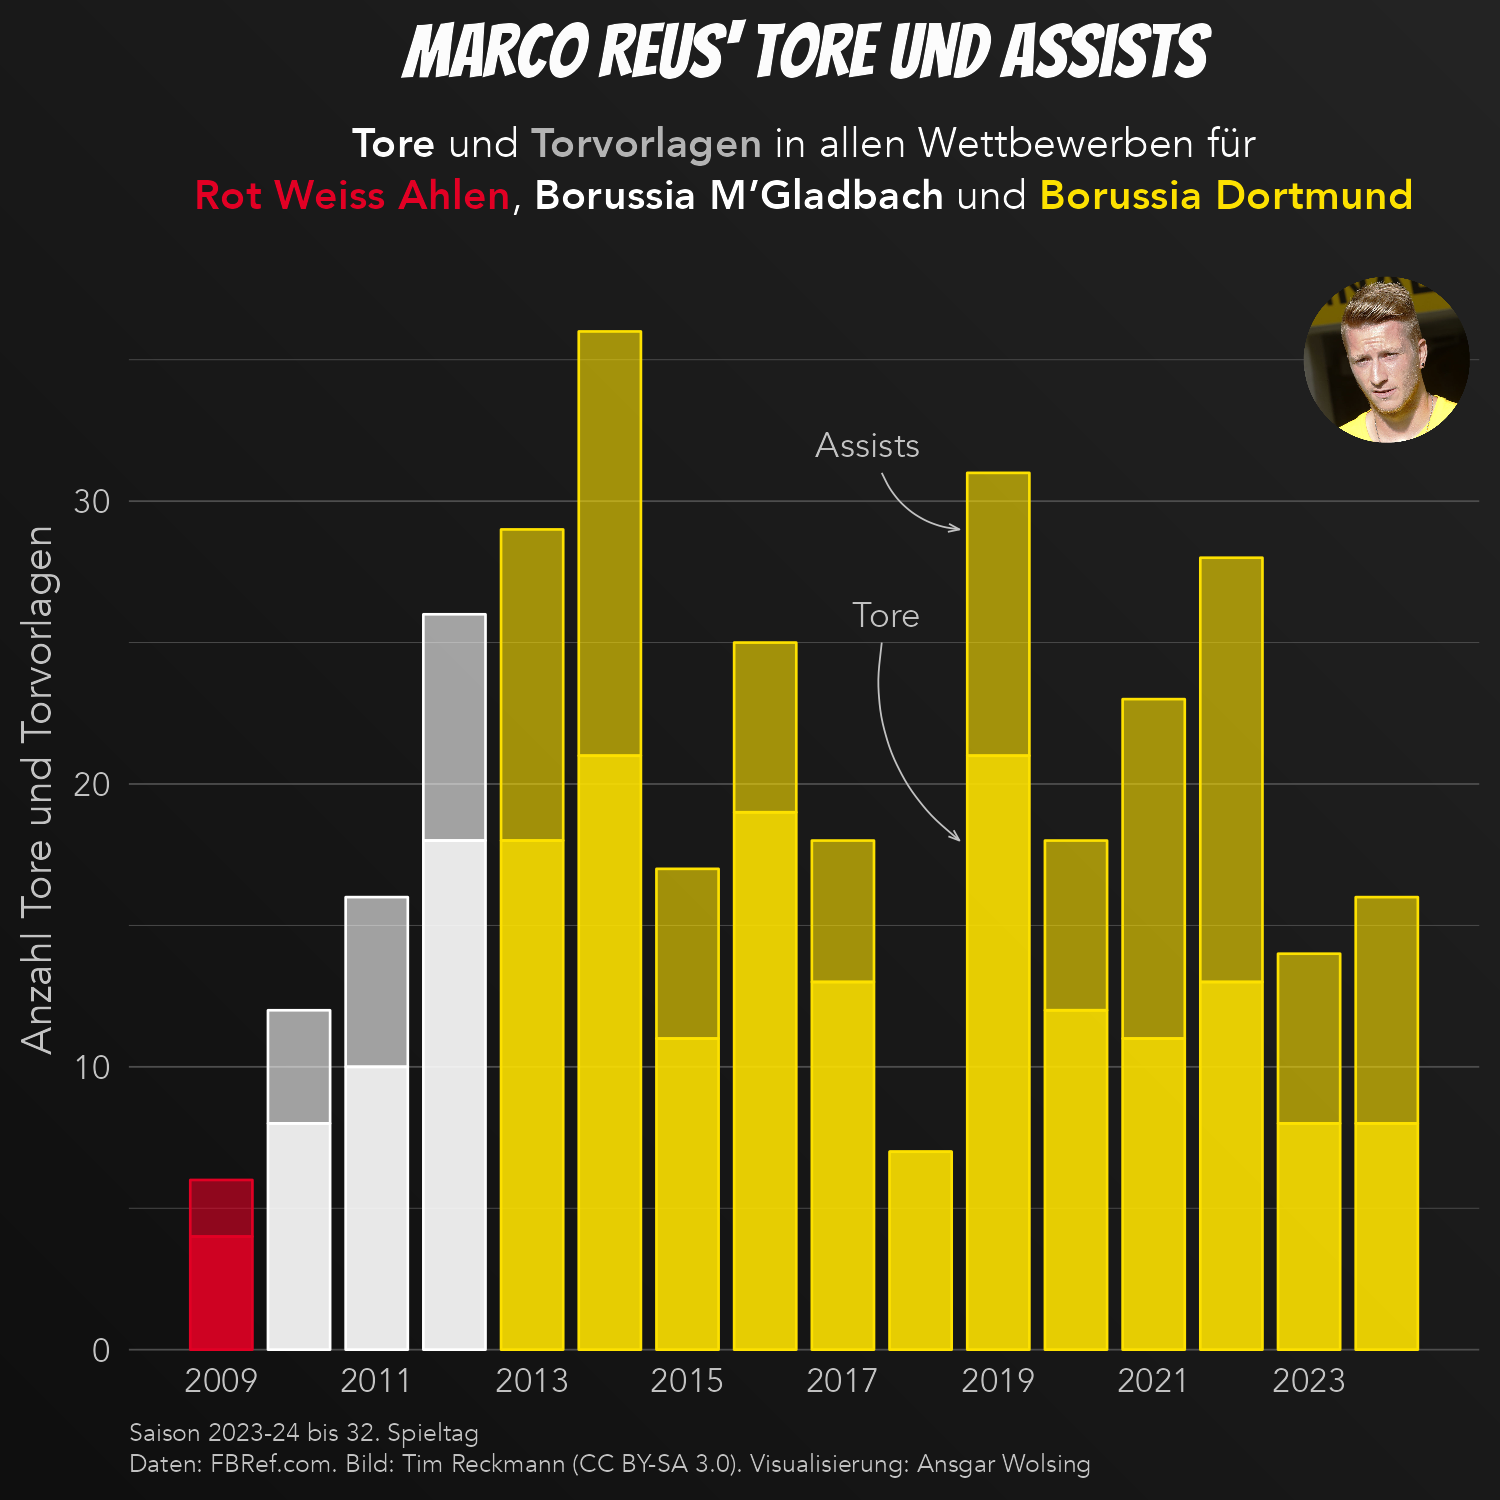 MARCO REUS' TORE UND ASSISTS
Tore und Torvorlagen in allen Wettbewerben für
Rot Weiss Ahlen, Borussia M’Gladbach und Borussia Dortmund
Assists
Tore
Anzahl Tore und Torvorlagen
30
20
10
0
2009 2011 2013 2015 2017 2019 2021 2023
Saison 2023-24 bis 32. Spieltag
Daten: FBRef.com. Bild: Tim Reckmann (CC BY-SA 3.0). Visualisierung: Ansgar Wolsing